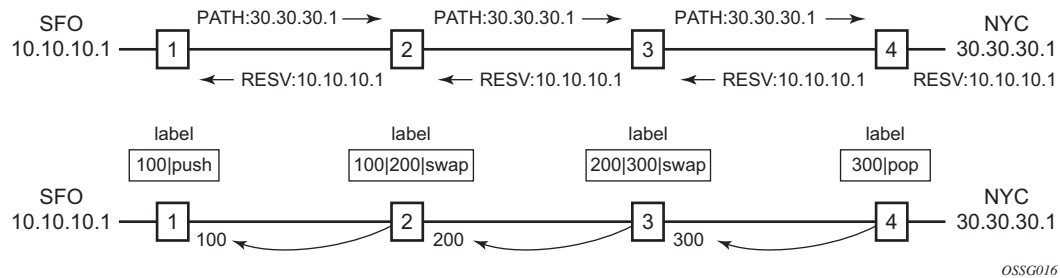 PATH:30.30.30.1 PATH:30.30.30.1 PATH:30.30.30.1
SFO
10.10.10.1
1 2 3 4
NYC
30.30.30.1
RESV:10.10.10.1 RESV:10.10.10.1 RESV:10.10.10.1 RESV:10.10.10.1
label label label label
100|push 100|200|swap 200|300|swap 300|pop
SFO
10.10.10.1
1 2 3 4
NYC
30.30.30.1
100 200 300
OSSG016